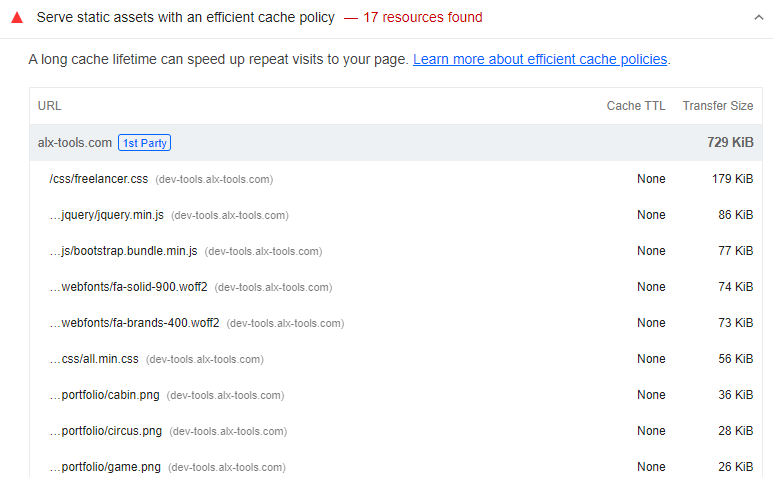 Serve static assets with an efficient cache policy — 17 resources found
A long cache lifetime can speed up repeat visits to your page. Learn more about efficient cache policies.
URL Cache TTL Transfer Size
alx-tools.com 1st Party 729 KiB
/css/freelancer.css (dev-tools.alx-tools.com) None 179 KiB
…jquery/jquery.min.js (dev-tools.alx-tools.com) None 86 KiB
…js/bootstrap.bundle.min.js (dev-tools.alx-tools.com) None 77 KiB
…webfonts/fa-solid-900.woff2 (dev-tools.alx-tools.com) None 74 KiB
…webfonts/fa-brands-400.woff2 (dev-tools.alx-tools.com) None 73 KiB
…css/all.min.css (dev-tools.alx-tools.com) None 56 KiB
…portfolio/cabin.png (dev-tools.alx-tools.com) None 36 KiB
…portfolio/circus.png (dev-tools.alx-tools.com) None 28 KiB
…portfolio/game.png (dev-tools.alx-tools.com) None 26 KiB